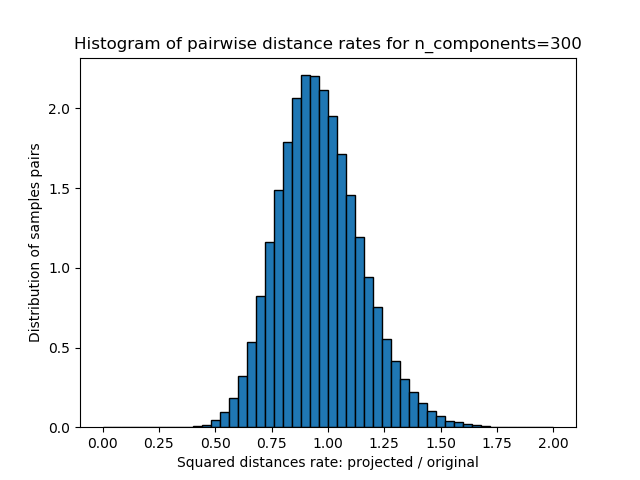 Histogram of pairwise distance rates for n_components=300
Distribution of samples pairs
2.0
1.5
1.0
0.5
0.0
0.00 0.25 0.50 0.75 1.00 1.25 1.50 1.75 2.00
Squared distances rate: projected / original